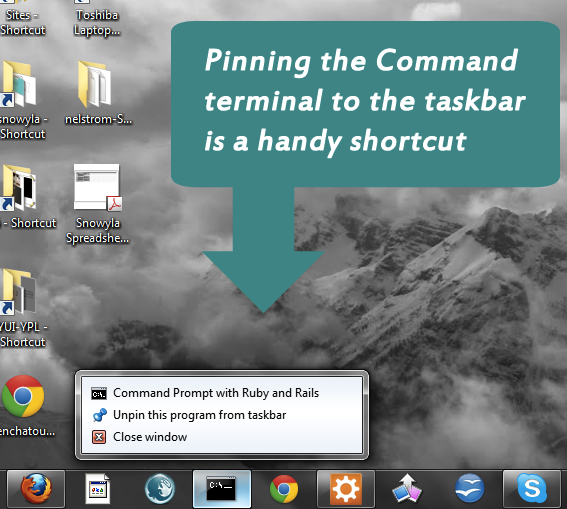 Sites -
Shortcut
Toshiba
Laptop...
Pinning the Command
terminal to the taskbar
is a handy shortcut
snowyla -
Shortcut
nelstrom-S...
- Shortcut
Snowyla
Spreadshe...
YUI-YPL -
Shortcut
enchatou...
Command Prompt with Ruby and Rails
Unpin this program from taskbar
Close window
C:\_